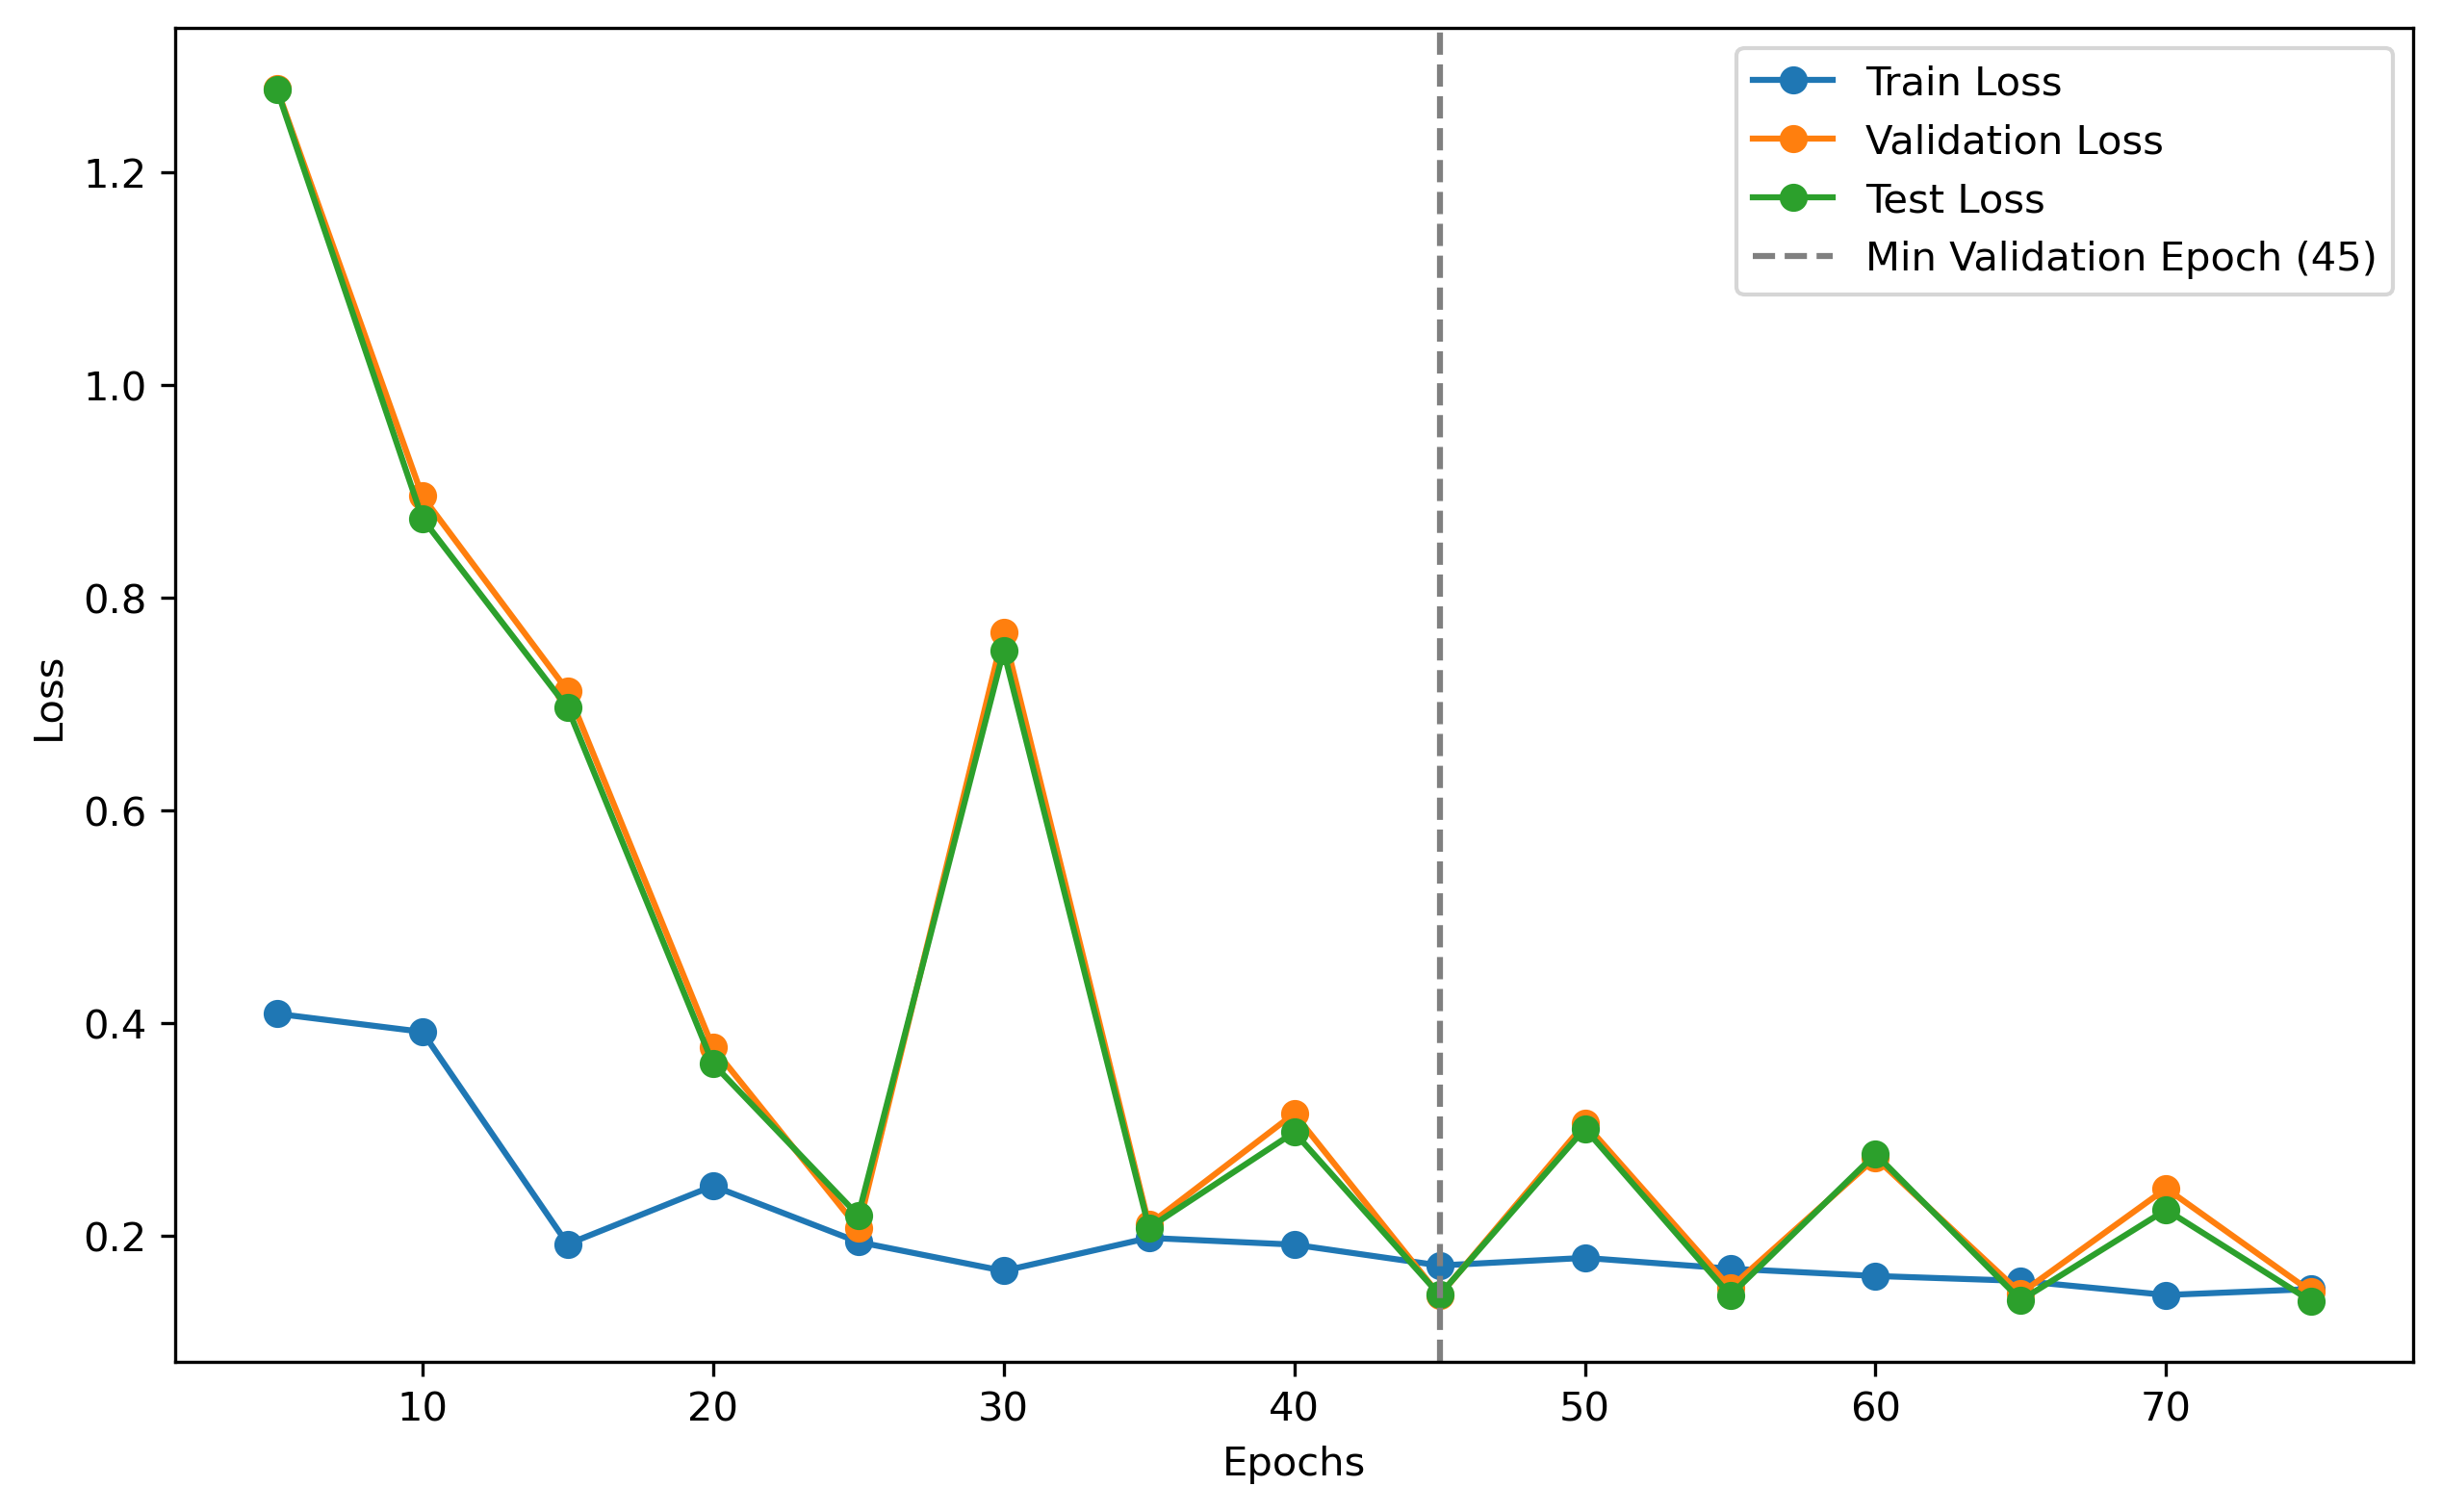 Train Loss
Validation Loss
Test Loss
Min Validation Epoch (45)
1.2
1.0
0.8
0.6
0.4
0.2
Loss
10 20 30 40 50 60 70
Epochs